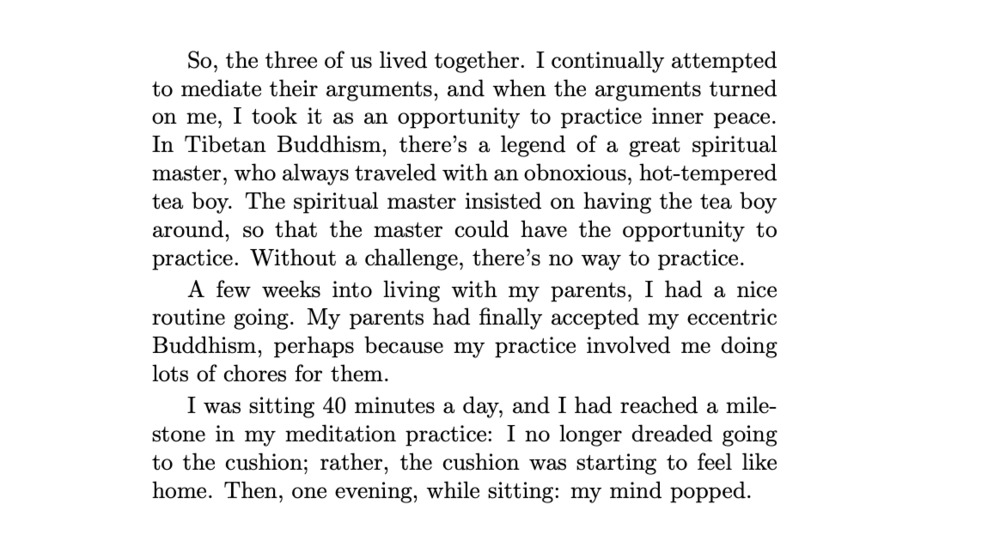 So, the three of us lived together. I continually attempted
to mediate their arguments, and when the arguments turned
on me, I took it as an opportunity to practice inner peace.
In Tibetan Buddhism, there’s a legend of a great spiritual
master, who always traveled with an obnoxious, hot-tempered
tea boy. The spiritual master insisted on having the tea boy
around, so that the master could have the opportunity to
practice. Without a challenge, there’s no way to practice.
A few weeks into living with my parents, I had a nice
routine going. My parents had finally accepted my eccentric
Buddhism, perhaps because my practice involved me doing
lots of chores for them.
I was sitting 40 minutes a day, and I had reached a mile-
stone in my meditation practice: I no longer dreaded going
to the cushion; rather, the cushion was starting to feel like
home. Then, one evening, while sitting: my mind popped.